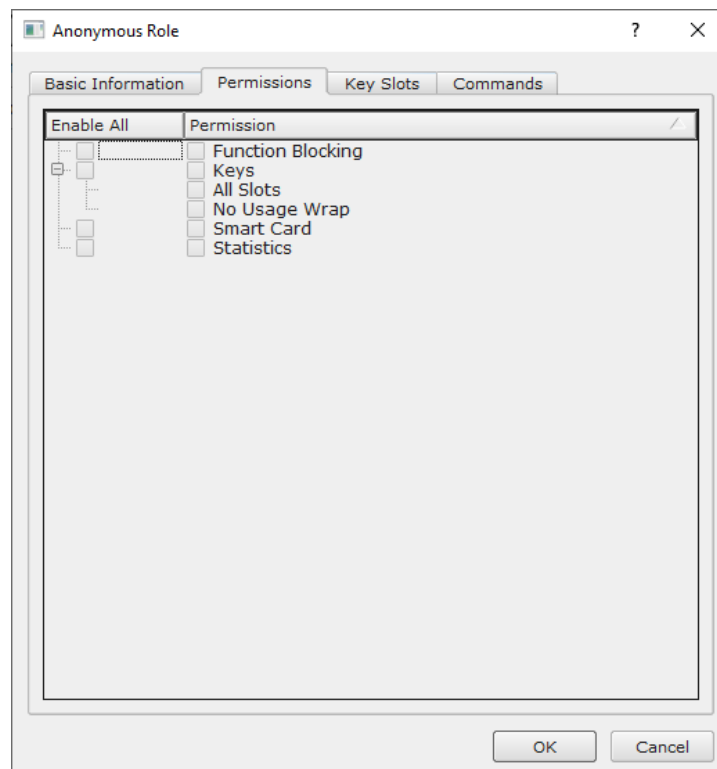 Anonymous Role ?
Basic Information Permissions Key Slots Commands
Enable All Permission
Function Blocking
Keys
All Slots
No Usage Wrap
Smart Card
Statistics
OK Cancel